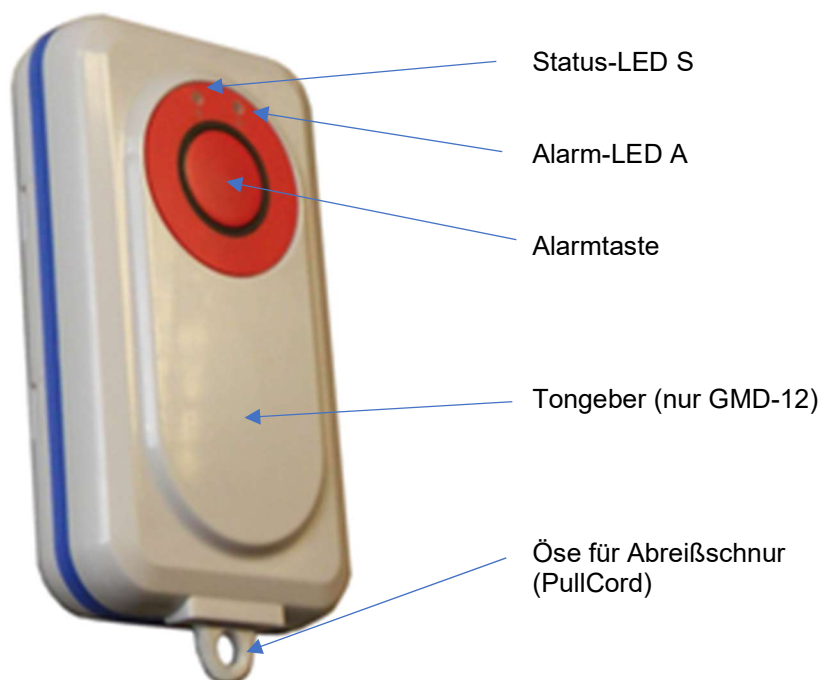 Status-LED S
Alarm-LED A
Alarmtaste
Tongeber (nur GMD-12)
Öse für Abreißschnur
(PullCord)